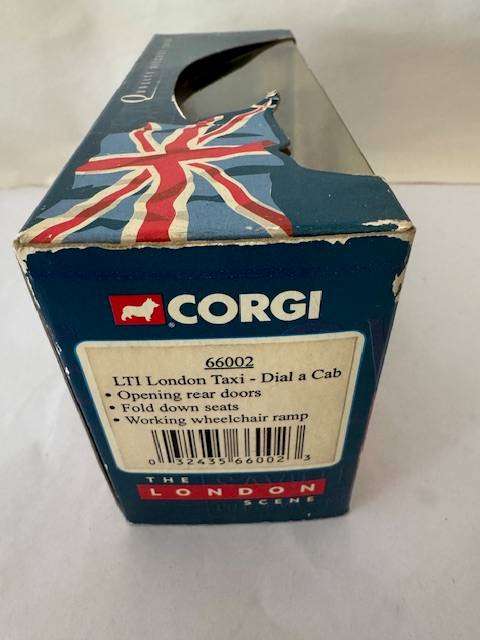 CORGI
66002
LTI London Taxi - Dial a Cab
• Opening rear doors
• Fold down seats
• Working wheelchair ramp
0 32435 66002 3
THE
LONDON
SCENE